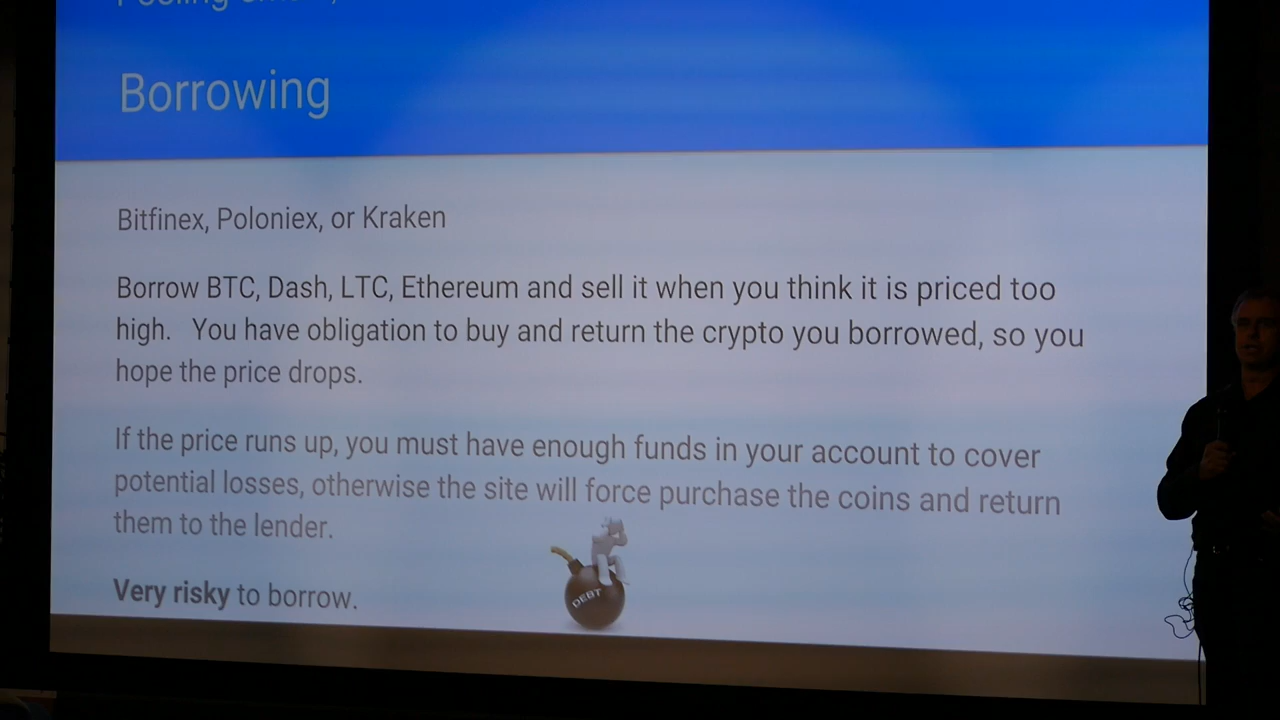 Borrowing
Bitfinex, Poloniex, or Kraken
Borrow BTC, Dash, LTC, Ethereum and sell it when you think it is priced too
high. You have obligation to buy and return the crypto you borrowed, so you
hope the price drops.
If the price runs up, you must have enough funds in your account to cover
potential losses, otherwise the site will force purchase the coins and return
them to the lender.
DEBT
Very risky to borrow.